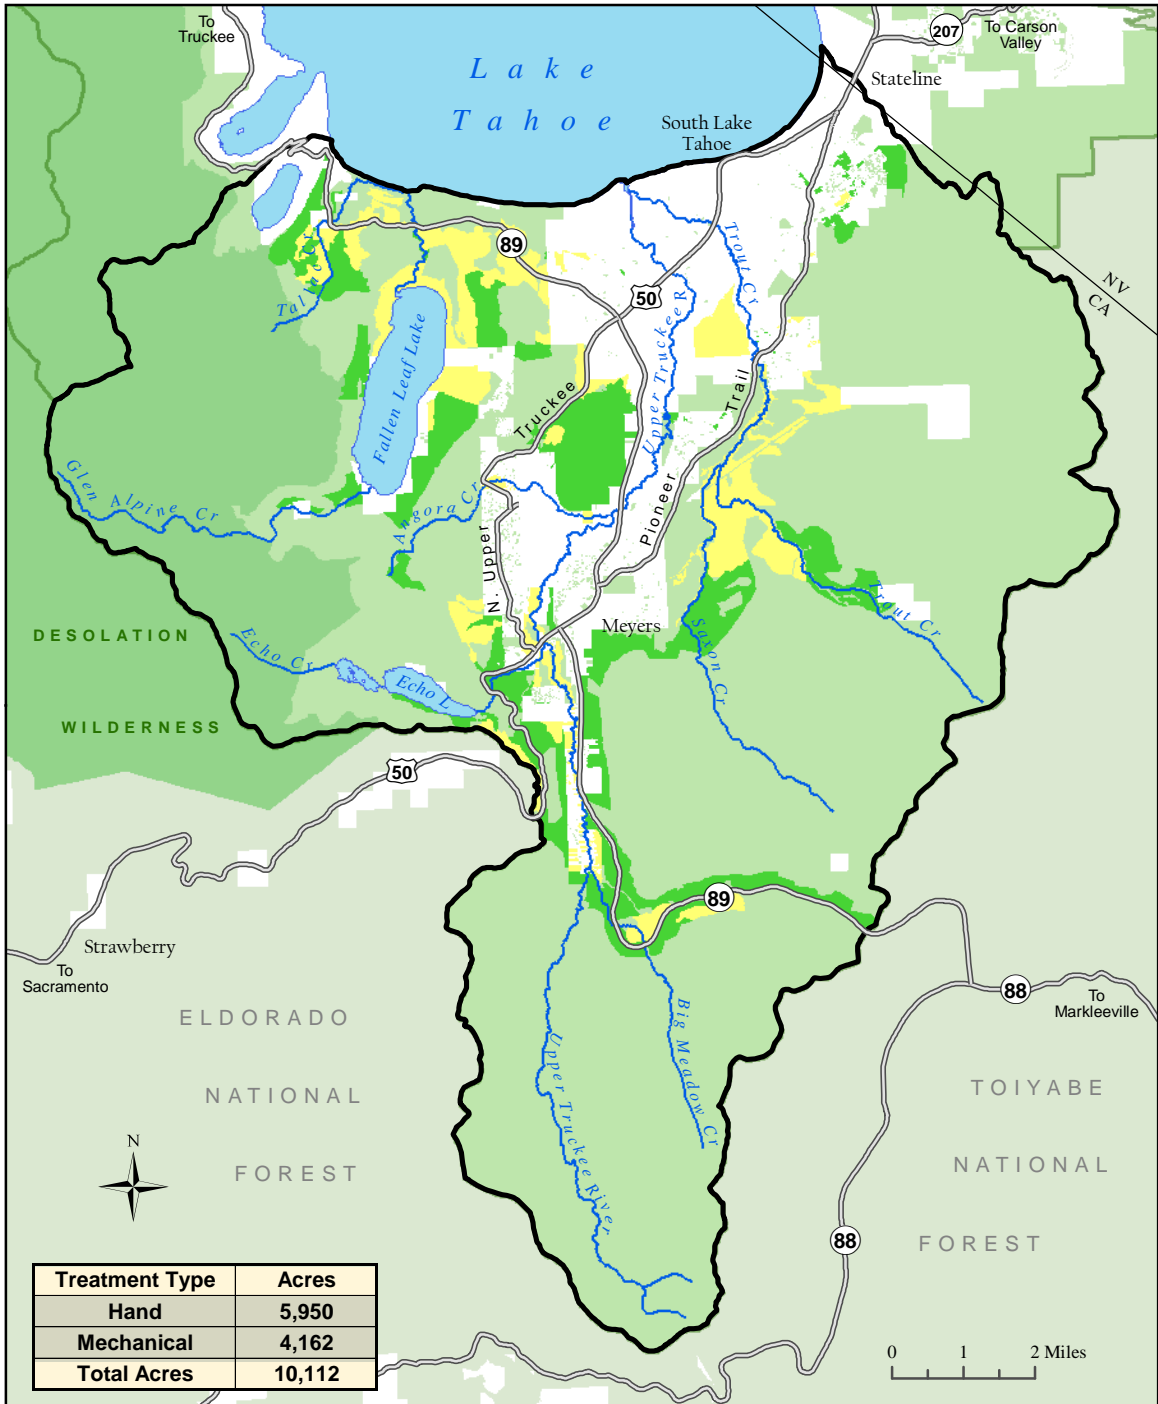 To
Truckee
207
To Carson
Valley
Lake
Tahoe
Stateline
South Lake
Tahoe
Tallac Cr
89
Trout Cr
NV
CA
50
Upper Truckee R
Fallen Leaf Lake
Truckee
Trail
Glen Alpine Cr
Angora Cr
Pioneer
N. Upper
Trout Cr
DESOLATION
Meyers
Saxon Cr
Echo Cr
Echo L
WILDERNESS
50
89
Strawberry
To
Sacramento
88
To
Markleeville
ELDORADO
Big Meadow Cr
Upper Truckee River
NATIONAL
TOIYABE
N
FOREST
NATIONAL
88
FOREST
Treatment Type Acres
Hand 5,950
Mechanical 4,162
Total Acres 10,112
0 1 2 Miles